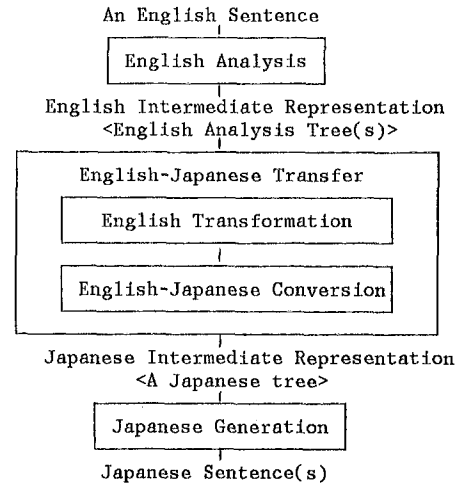 An English Sentence
English Analysis
English Intermediate Representation
<English Analysis Tree(s)>
English-Japanese Transfer
English Transformation
English-Japanese Conversion
Japanese Intermediate Representation
<A Japanese tree>
Japanese Generation
Japanese Sentence(s)